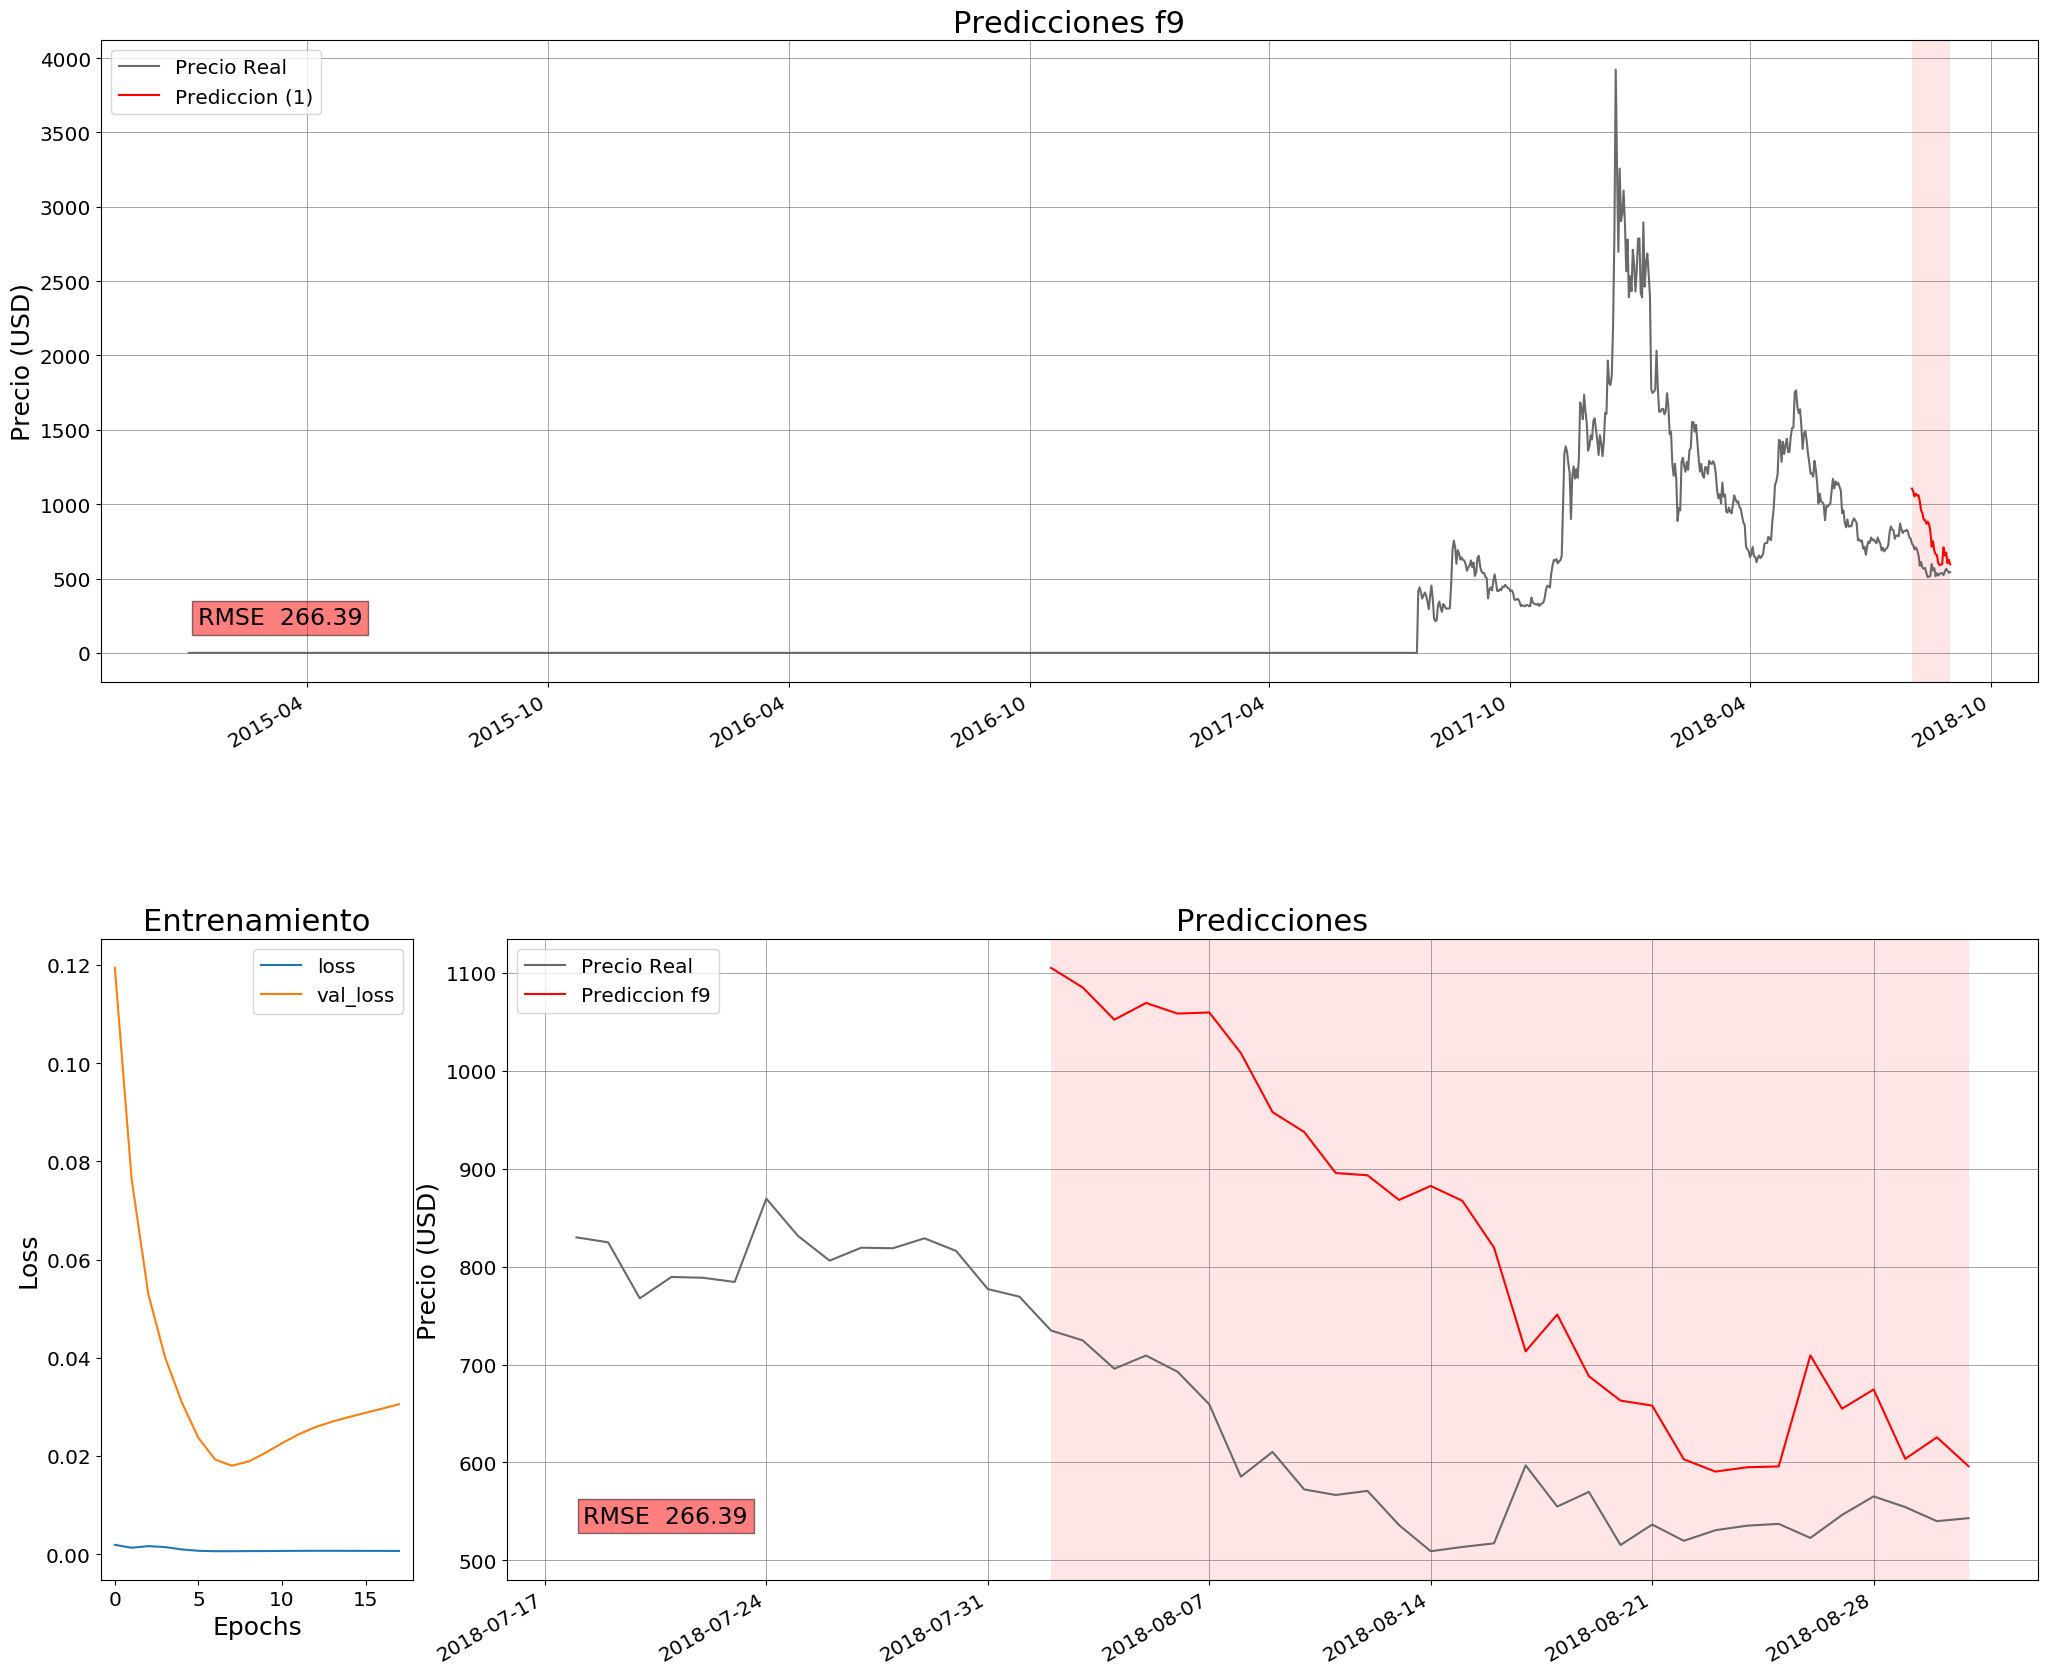 Predicciones f9
Precio Real
Prediccion (1)
Precio (USD)
4000
3500
3000
2500
2000
1500
1000
500
0
RMSE  266.39
2015-04
2015-10
2016-04
2016-10
2017-04
2017-10
2018-04
2018-10
Entrenamiento
loss
val_loss
Loss
0.12
0.10
0.08
0.06
0.04
0.02
0.00
0
5
10
15
Epochs
Predicciones
Precio Real
Prediccion f9
Precio (USD)
1100
1000
900
800
700
600
500
RMSE  266.39
2018-07-17
2018-07-24
2018-07-31
2018-08-07
2018-08-14
2018-08-21
2018-08-28